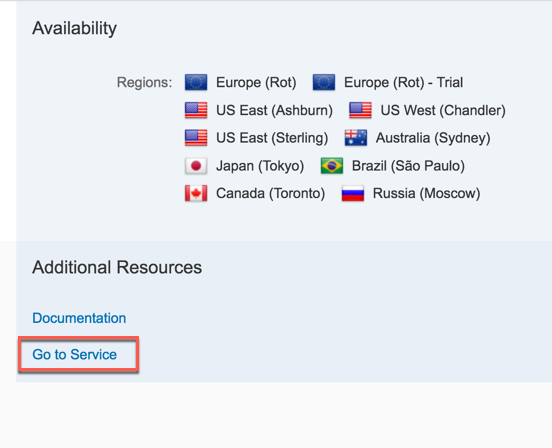 Availability
Regions: Europe (Rot) Europe (Rot) - Trial
US East (Ashburn) US West (Chandler)
US East (Sterling) Australia (Sydney)
Japan (Tokyo) Brazil (São Paulo)
Canada (Toronto) Russia (Moscow)
Additional Resources
Documentation
Go to Service